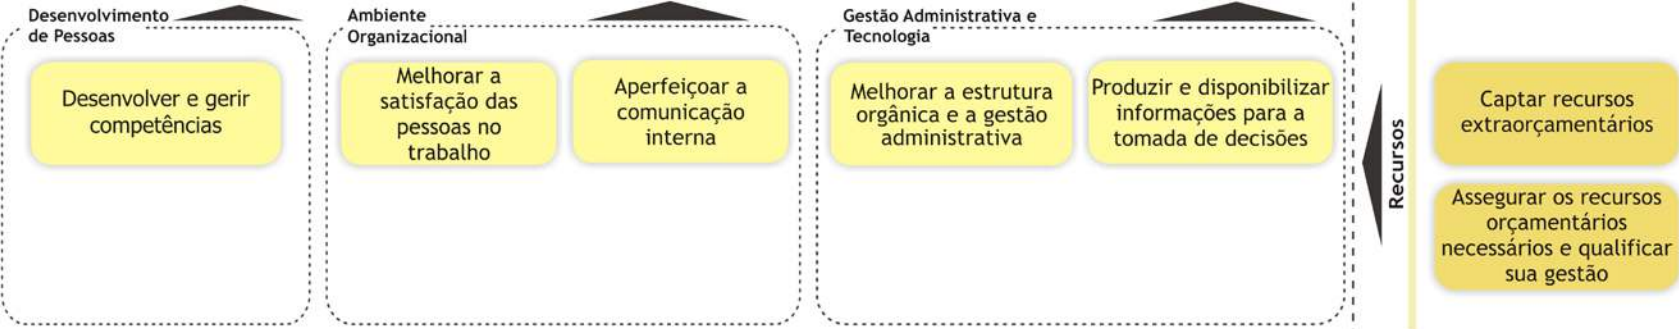 Desenvolvimento
de Pessoas
Desenvolver e gerir
competências
Ambiente
Organizacional
Melhorar a
satisfação das
pessoas no
trabalho
Aperfeiçoar a
comunicação
interna
Gestão Administrativa e
Tecnologia
Melhorar a estrutura
orgânica e a gestão
administrativa
Produzir e disponibilizar
informações para a
tomada de decisões
Recursos
Captar recursos
extraorçamentários
Assegurar os recursos
orçamentários
necessários e qualificar
sua gestão